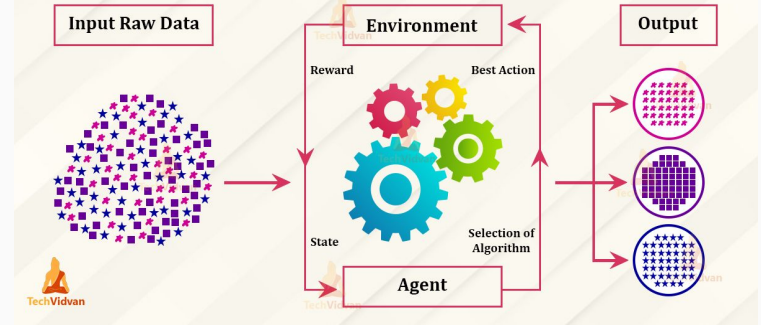 Input Raw Data
Environment
Output
TechVidvan
Reward
Best Action
State
Selection of
Algorithm
Agent
TechVidvan